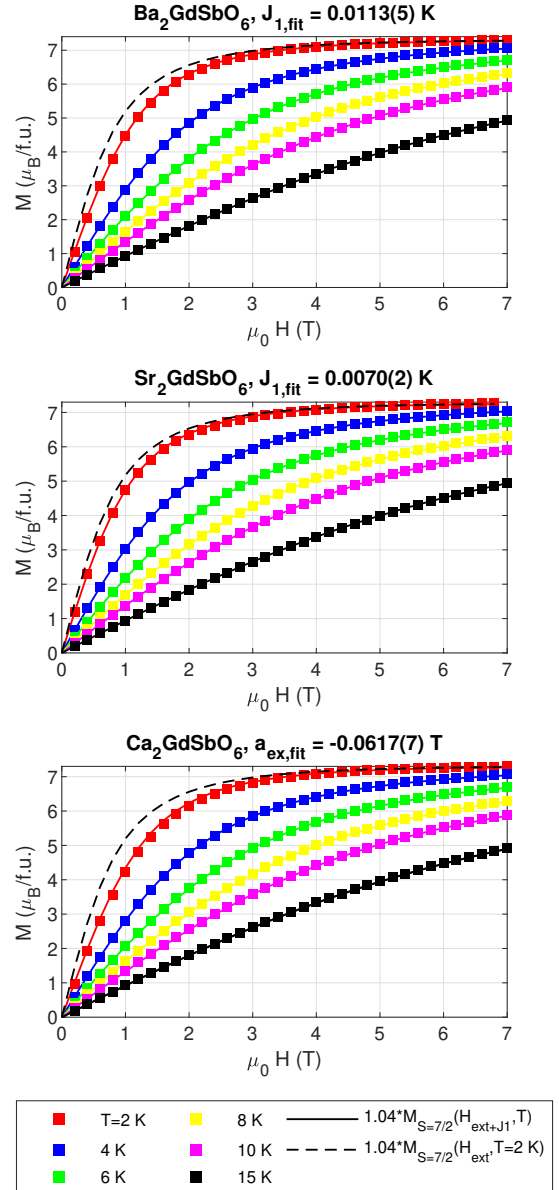 Ba₂GdSbO₆, J₁,fit = 0.0113(5) K
M (μB/f.u.)
7
6
5
4
3
2
1
0
0 1 2 3 4 5 6 7
μ₀ H (T)
Sr₂GdSbO₆, J₁,fit = 0.0070(2) K
M (μB/f.u.)
7
6
5
4
3
2
1
0
0 1 2 3 4 5 6 7
μ₀ H (T)
Ca₂GdSbO₆, aex,fit = -0.0617(7) T
M (μB/f.u.)
7
6
5
4
3
2
1
0
0 1 2 3 4 5 6 7
μ₀ H (T)
T=2 K 8 K 1.04*MS=7/2(Hext+J1,T)
4 K 10 K 1.04*MS=7/2(Hext,T=2 K)
6 K 15 K